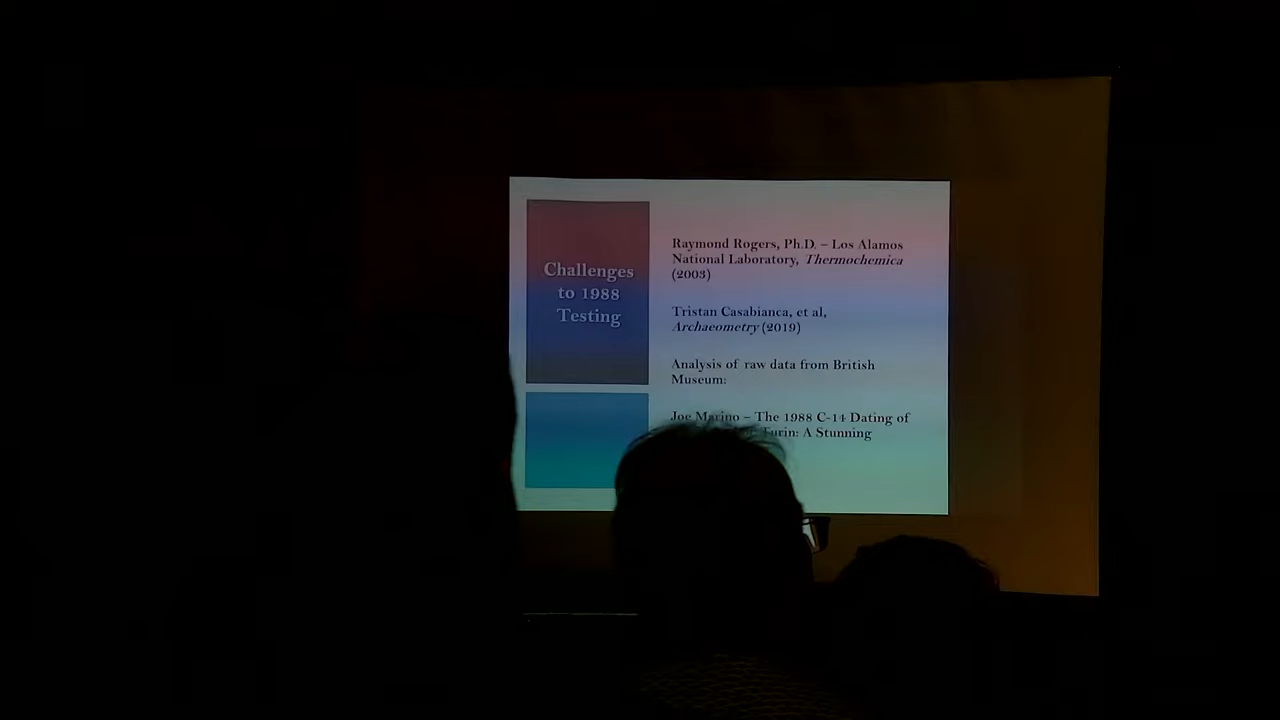 Challenges
to 1988
Testing
Raymond Rogers, Ph.D. – Los Alamos
National Laboratory, Thermochemica
(2003)
Tristan Casabianca, et al,
Archaeometry (2019)
Analysis of raw data from British
Museum:
Joe Marino – The 1988 C-14 Dating of
Turin: A Stunning